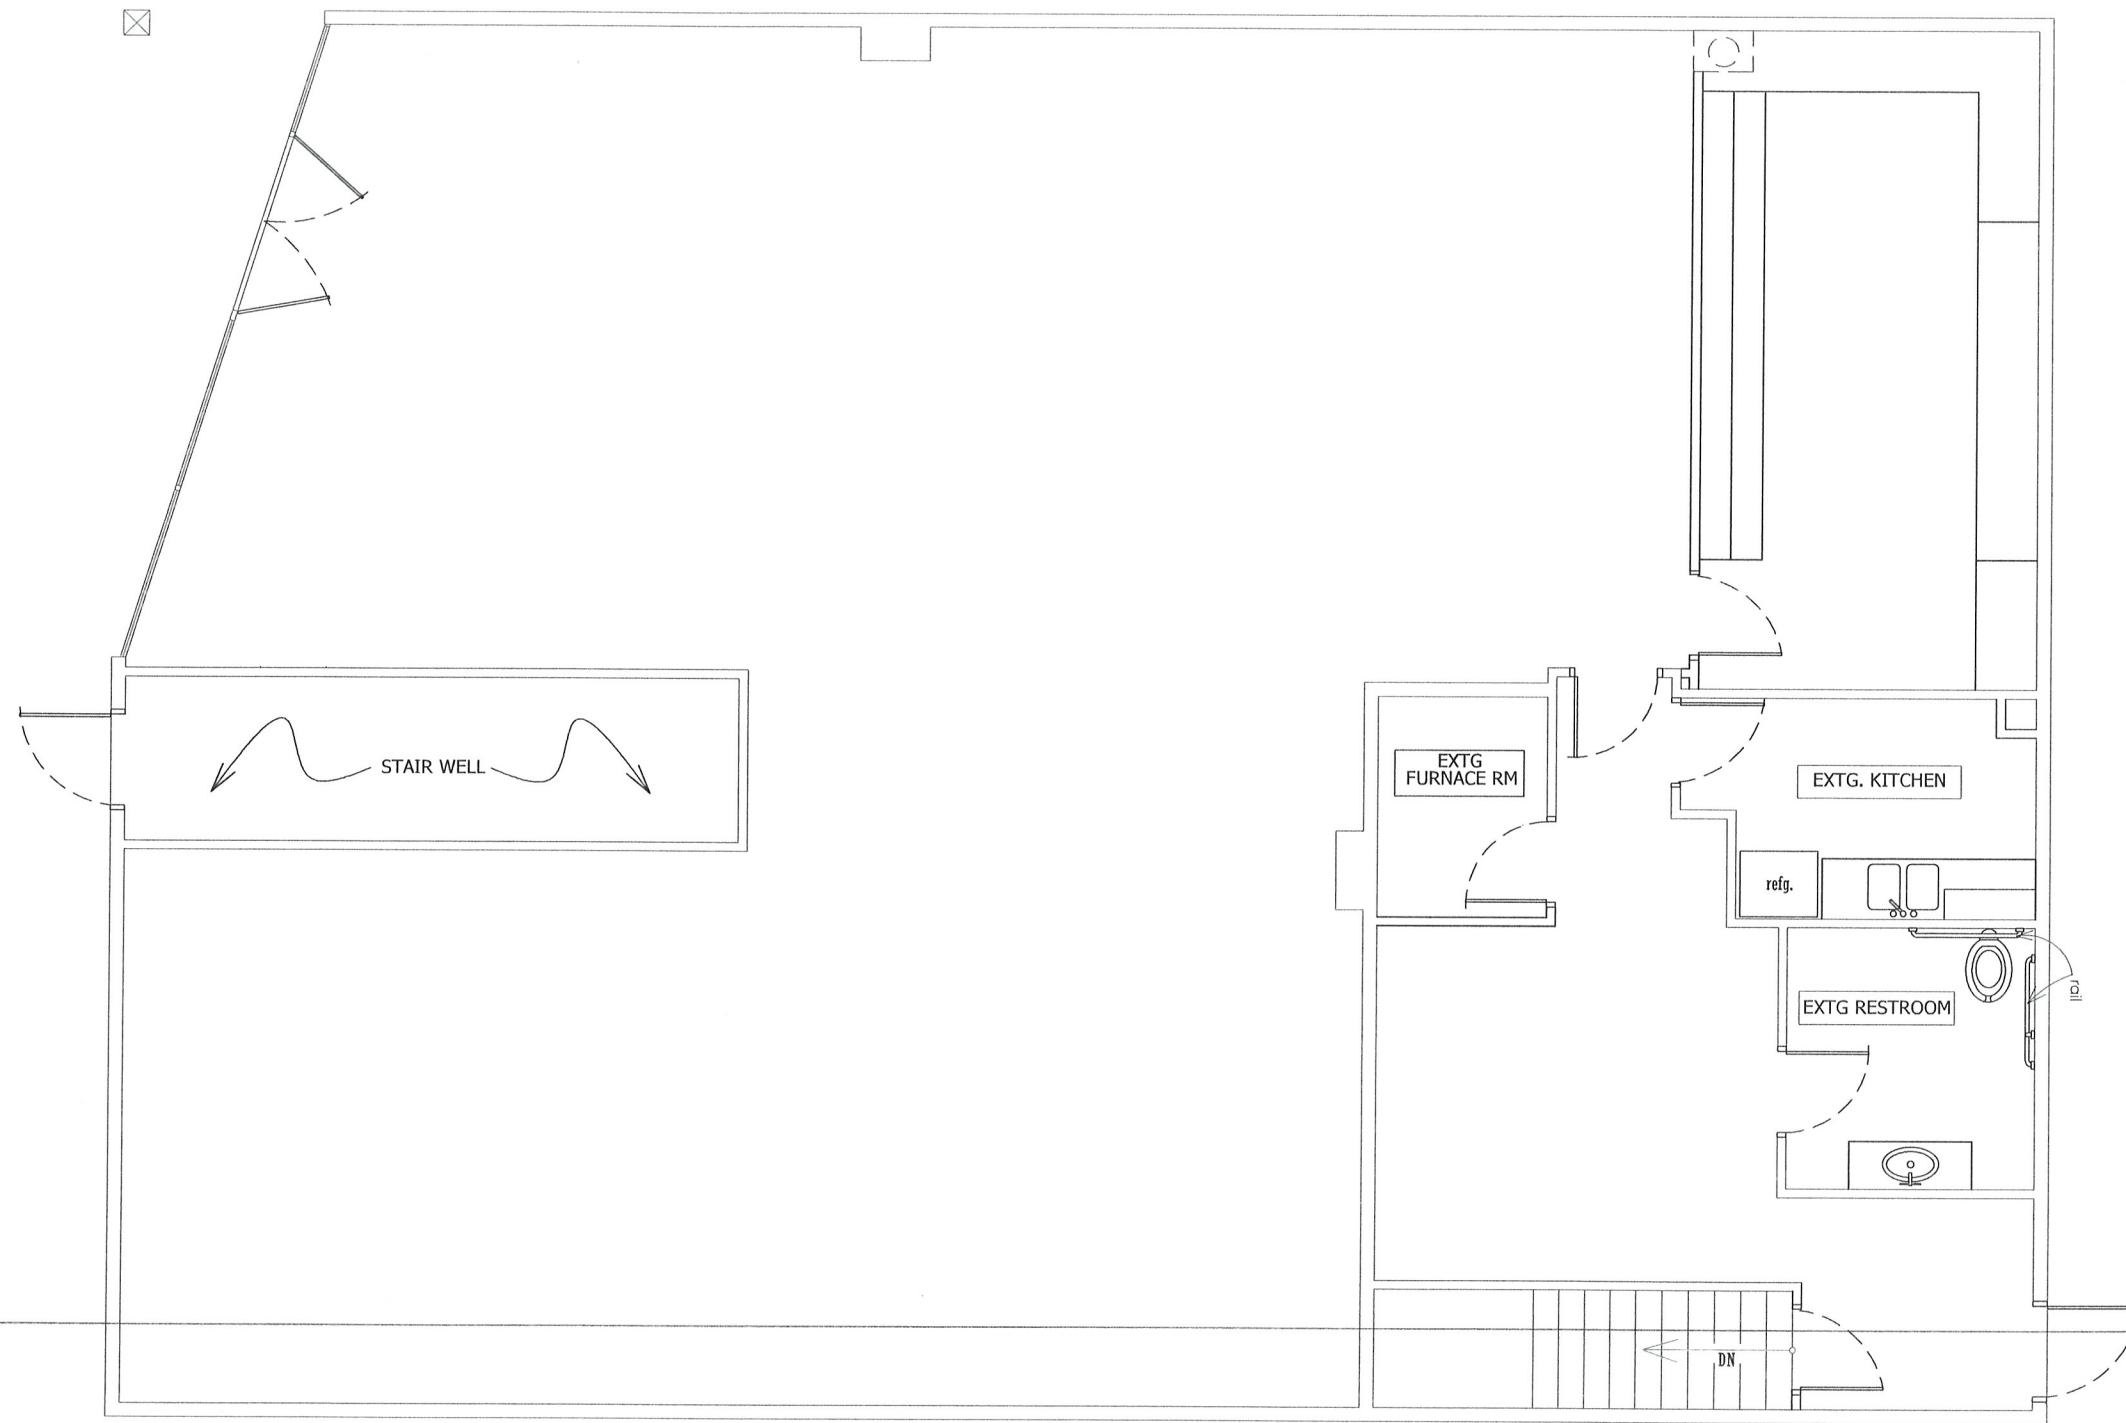 STAIR WELL
EXTG
FURNACE RM
EXTG. KITCHEN
refg.
EXTG RESTROOM
rail
DN